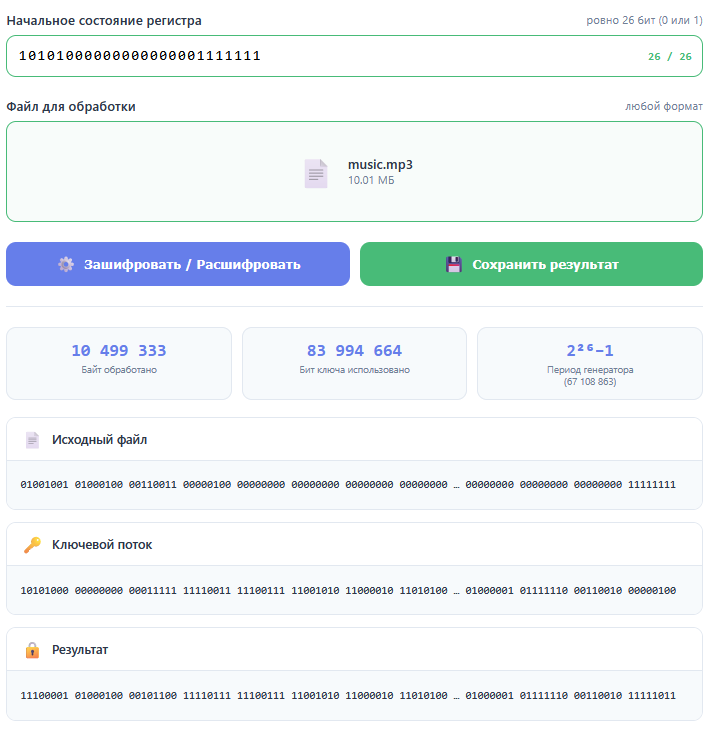 Начальное состояние регистра
ровно 26 бит (0 или 1)
10101000000000000001111111
26 / 26
Файл для обработки
любой формат
music.mp3
10.01 МБ
Зашифровать / Расшифровать
Сохранить результат
10 499 333
Байт обработано
83 994 664
Бит ключа использовано
2²⁶−1
Период генератора
(67 108 863)
Исходный файл
01001001 01000100 00110011 00000100 00000000 00000000 00000000 00000000 … 00000000 00000000 00000000 11111111
Ключевой поток
10101000 00000000 00011111 11110011 11100111 11001010 11000010 11010100 … 01000001 01111110 00110010 00000100
Результат
11100001 01000100 00101100 11110111 11100111 11001010 11000010 11010100 … 01000001 01111110 00110010 11111011